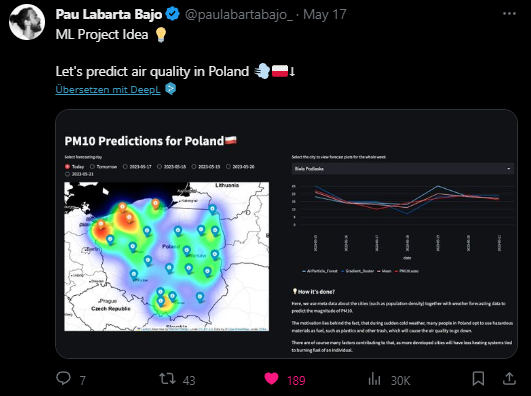 Pau Labarta Bajo @paulabartabajo_ · May 17
ML Project Idea 💡
Let's predict air quality in Poland 💨🇵🇱↓
Übersetzen mit DeepL
PM10 Predictions for Poland🇵🇱
Select forecasting day
Today Tomorrow 2023-05-17 2023-05-18 2023-05-19 2023-05-20
2023-05-21
Lithuania
Poland
Prague
Czech Republic
Select the city to view forecast plots for the whole week
Biała Podlaska
date
💡How it's done?
Here, we use meta data about the cities (such as population density) together with weather forecasting data to
predict the magnitude of PM10.
The motivation lies behind the fact, that during sudden cold weather, many people in Poland opt to use hazardous
materials as fuel, such as plastics and other trash, which will cause the air quality to go down.
There are of course many factors contributing to that, as more developed cities will have less heating systems tied
to burning fuel of an individual.
7
43
189
30K